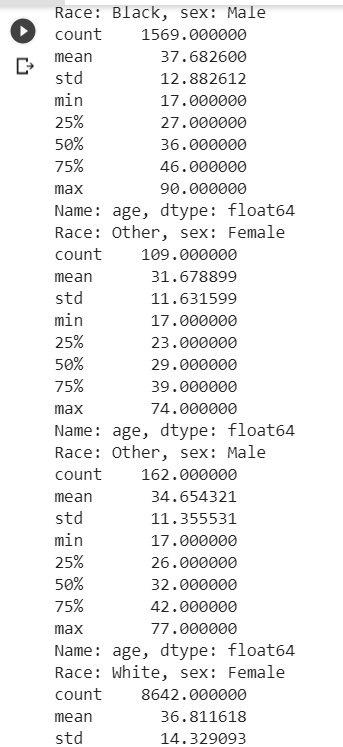 Race: Black, sex: Male
count    1569.000000
mean       37.682600
std        12.882612
min        17.000000
25%        27.000000
50%        36.000000
75%        46.000000
max        90.000000
Name: age, dtype: float64
Race: Other, sex: Female
count    109.000000
mean      31.678899
std       11.631599
min       17.000000
25%       23.000000
50%       29.000000
75%       39.000000
max       74.000000
Name: age, dtype: float64
Race: Other, sex: Male
count    162.000000
mean      34.654321
std       11.355531
min       17.000000
25%       26.000000
50%       32.000000
75%       42.000000
max       77.000000
Name: age, dtype: float64
Race: White, sex: Female
count    8642.000000
mean       36.811618
std        14.329093